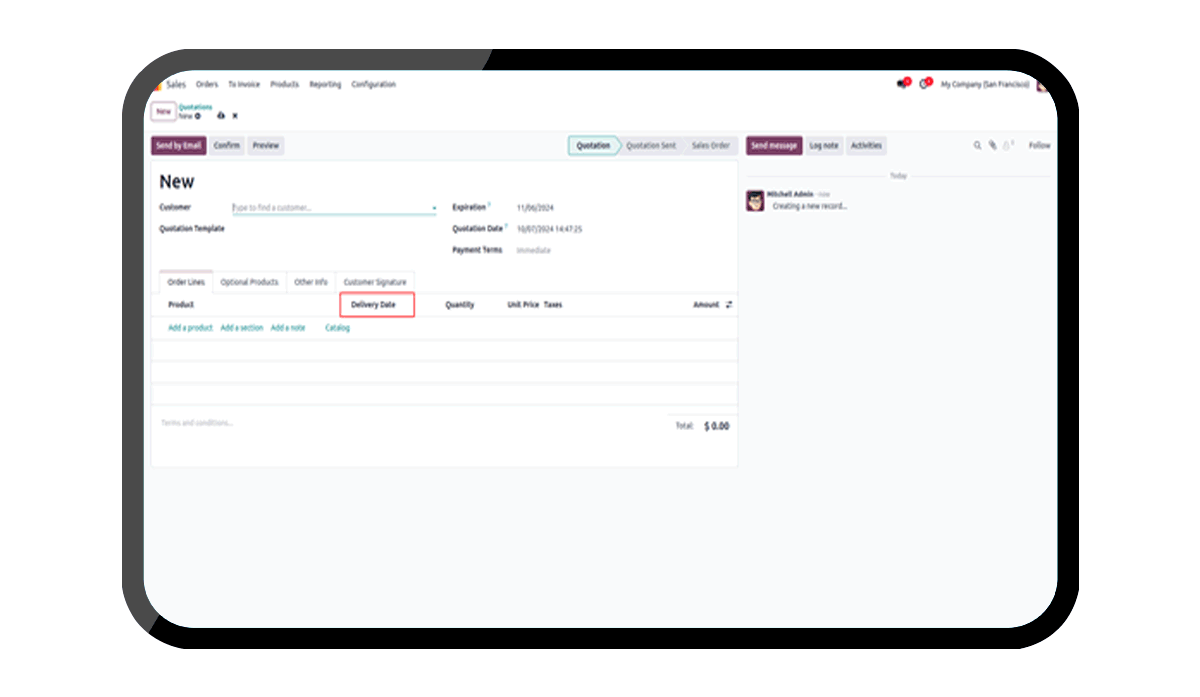 Sales Orders To Invoice Products Reporting Configuration My Company (San Francisco)
New Quotations
New
Send by Email Confirm Preview Quotation Quotation Sent Sales Order Send message Log note Activities Follow
Today
New
Mitchell Admin - now
Creating a new record...
Customer Type to find a customer... Expiration ? 11/06/2024
Quotation Template Quotation Date ? 10/07/2024 14:47:25
Payment Terms Immediate
Order Lines Optional Products Other Info Customer Signature
Product Delivery Date Quantity Unit Price Taxes Amount
Add a product Add a section Add a note Catalog
Terms and conditions...
Total: $ 0.00